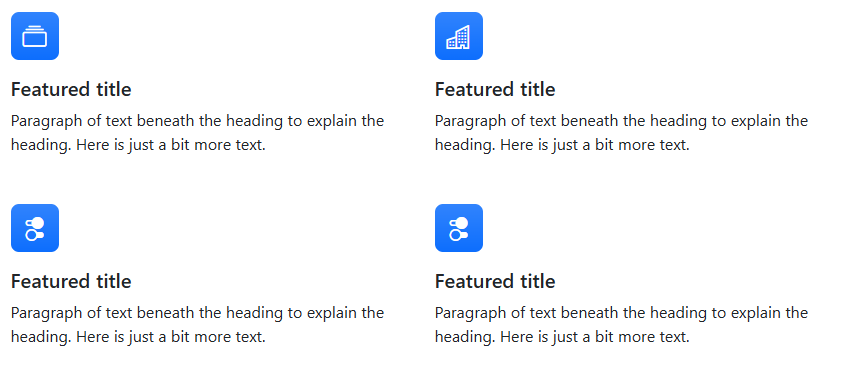 Featured title
Paragraph of text beneath the heading to explain the
heading. Here is just a bit more text.
Featured title
Paragraph of text beneath the heading to explain the
heading. Here is just a bit more text.
Featured title
Paragraph of text beneath the heading to explain the
heading. Here is just a bit more text.
Featured title
Paragraph of text beneath the heading to explain the
heading. Here is just a bit more text.